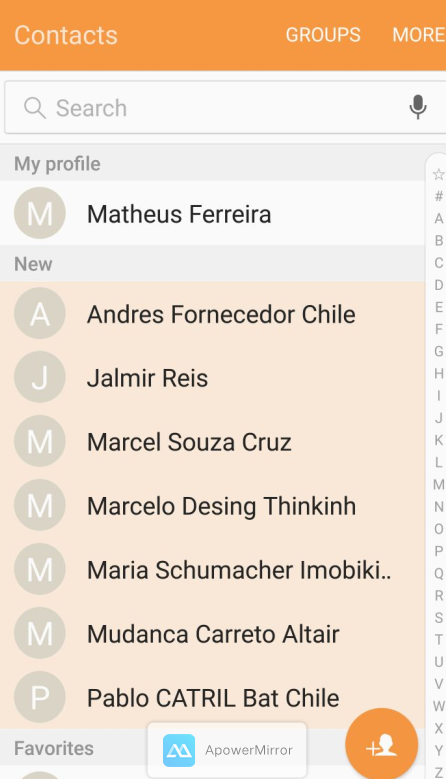 Contacts
GROUPS
MORE
Search
My profile
M
Matheus Ferreira
New
A
Andres Fornecedor Chile
J
Jalmir Reis
M
Marcel Souza Cruz
M
Marcelo Desing Thinkinh
M
Maria Schumacher Imobiki..
M
Mudanca Carreto Altair
P
Pablo CATRIL Bat Chile
Favorites
ApowerMirror
#
A
B
C
D
E
F
G
H
I
J
K
L
M
N
O
P
Q
R
S
T
U
V
W
X
Y
Z